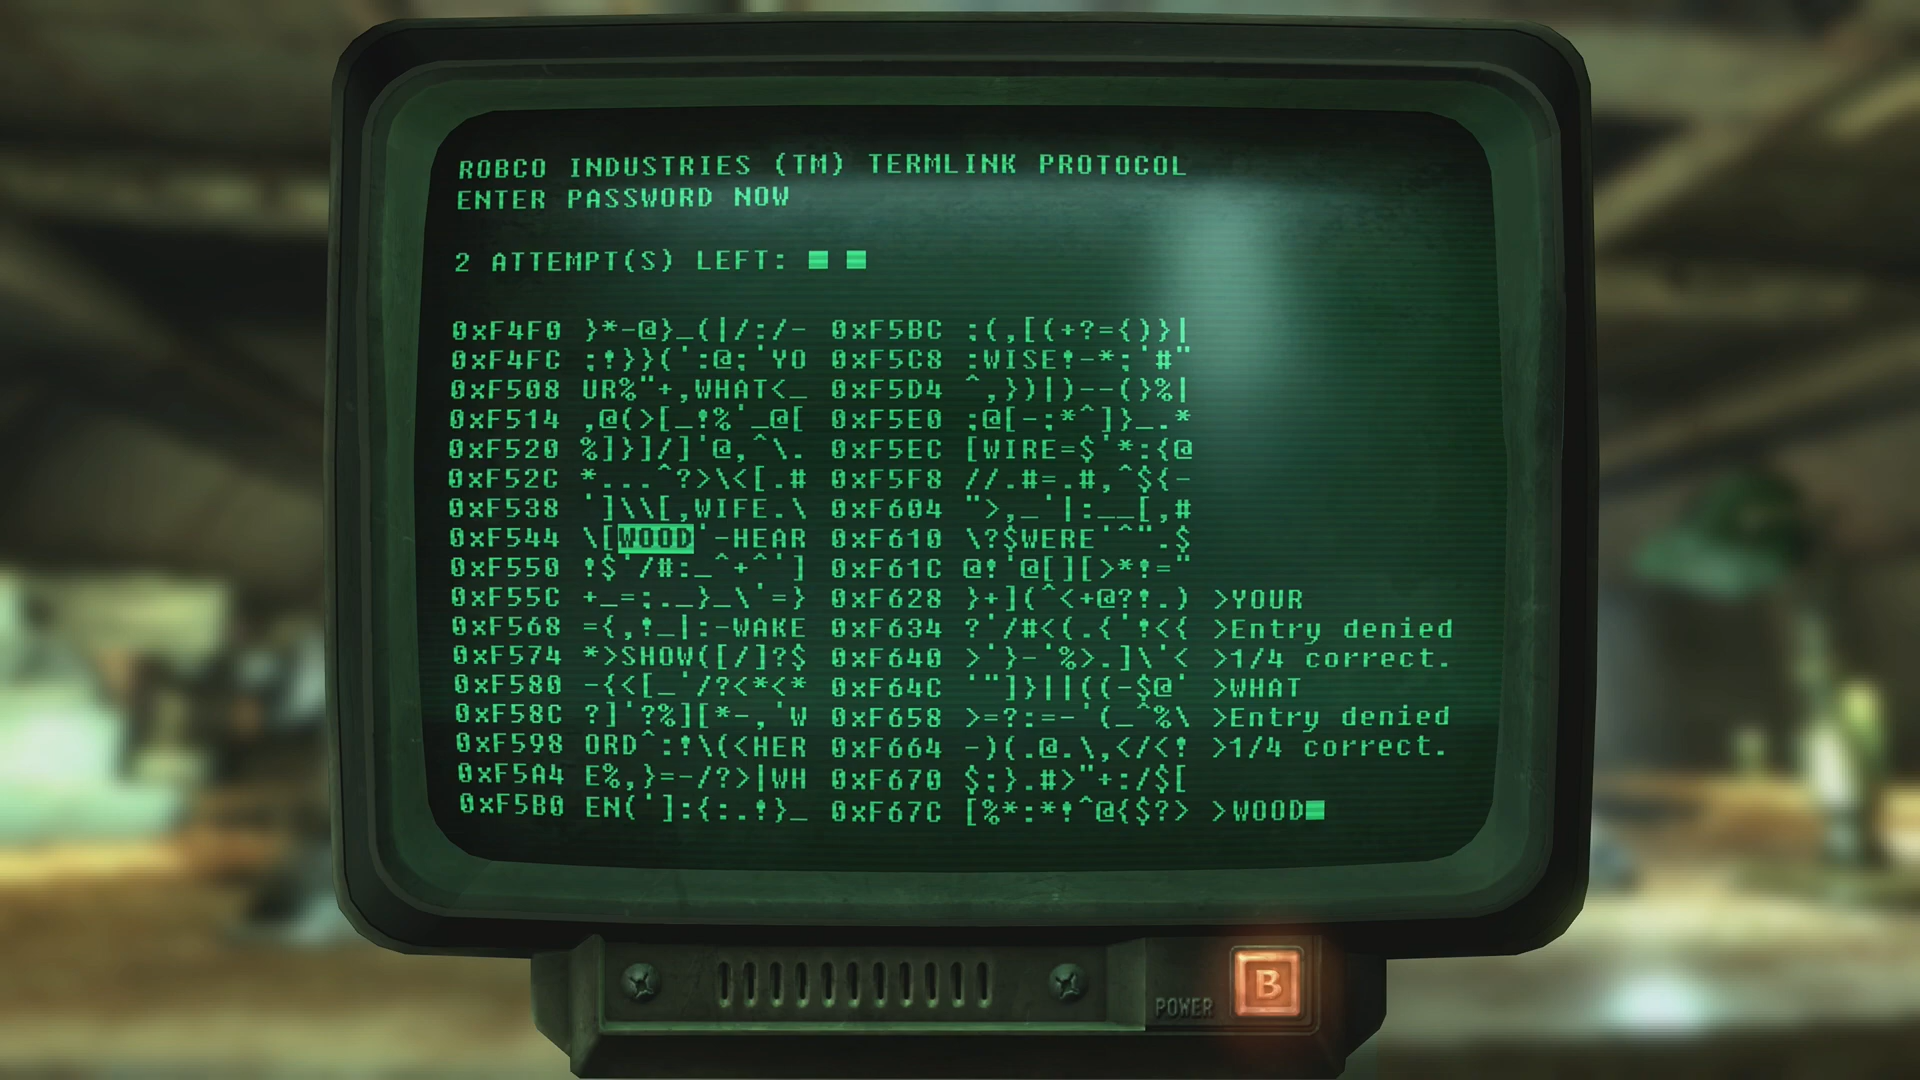 ROBCO INDUSTRIES (TM) TERMLINK PROTOCOL
ENTER PASSWORD NOW
2 ATTEMPT(S) LEFT: ■ ■
0xF4F0 }*-@}_(|/:/- 0xF5BC :(,[(+?={)}|
0xF4FC ;!}}(':@;'YO 0xF5C8 :WISE!-*;'#"
0xF508 UR%"+,WHAT<_ 0xF5D4 ^,})|)--(}%|
0xF514 ,@(>[_!%'_@[ 0xF5E0 ;@[-;*^]}_.*
0xF520 %]}]/]'@,^\. 0xF5EC [WIRE=$'*:{@
0xF52C *...^?>\<[.# 0xF5F8 //.#=.#,^${-
0xF538 ']\\[,WIFE.\ 0xF604 ">,_'|:__[,#
0xF544 \[WOOD'-HEAR 0xF610 \?$WERE'^".$
0xF550 !$'/#:_^+^'] 0xF61C @!'@[][>*!="
0xF55C +_=;._}_\'=} 0xF628 }+](^<+@?!.) >YOUR
0xF568 ={,!_|:-WAKE 0xF634 ?'/#<(.{'!<{ >Entry denied
0xF574 *>SHOW([/]?$ 0xF640 >'}-'%>.]\'< >1/4 correct.
0xF580 -{<[_'/?<*<* 0xF64C '"]}||((-$@' >WHAT
0xF58C ?]'?%][*-,'W 0xF658 >=?:=-'(_^%\ >Entry denied
0xF598 ORD^:!\(<HER 0xF664 -)(.@.\,</<! >1/4 correct.
0xF5A4 E%,}=-/?>|WH 0xF670 $;}.#>"+:/$[
0xF5B0 EN(']:{:.!}_ 0xF67C [%*:*!^@{$?> >WOOD■
POWER
B